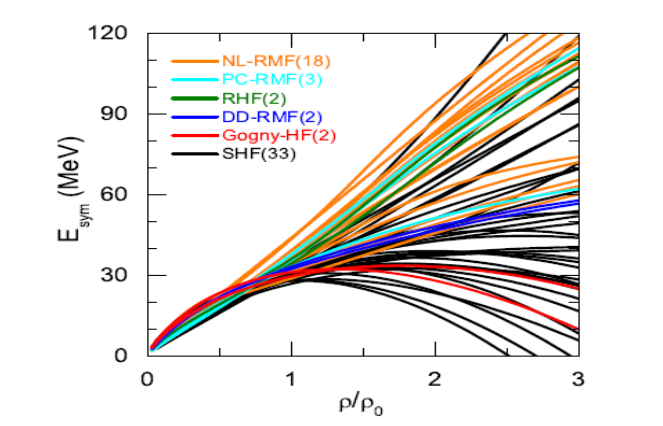 120
90
60
30
0
E_sym (MeV)
NL-RMF(18)
PC-RMF(3)
RHF(2)
DD-RMF(2)
Gogny-HF(2)
SHF(33)
0
1
2
3
ρ/ρ₀